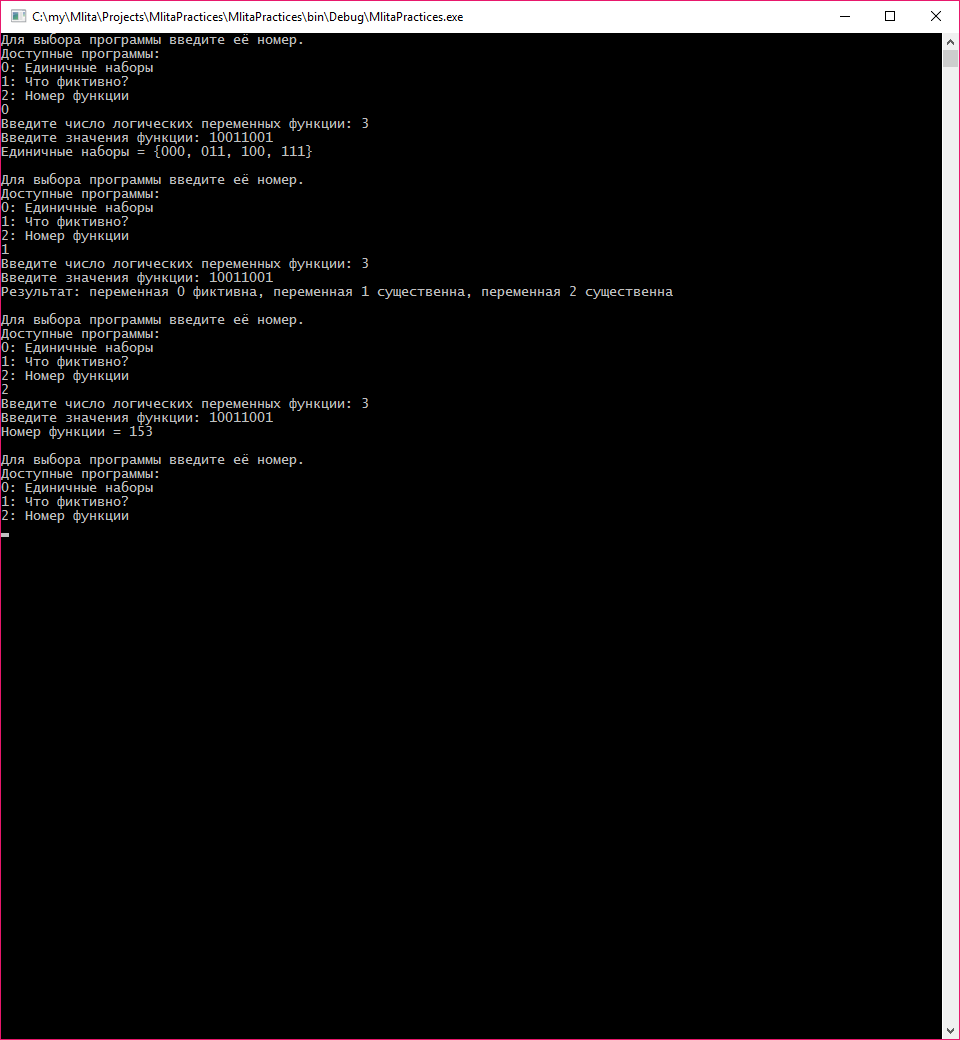 C:\my\Mlita\Projects\MlitaPractices\MlitaPractices\bin\Debug\MlitaPractices.exe
Для выбора программы введите её номер.
Доступные программы:
0: Единичные наборы
1: Что фиктивно?
2: Номер функции
0
Введите число логических переменных функции: 3
Введите значения функции: 10011001
Единичные наборы = {000, 011, 100, 111}
Для выбора программы введите её номер.
Доступные программы:
0: Единичные наборы
1: Что фиктивно?
2: Номер функции
1
Введите число логических переменных функции: 3
Введите значения функции: 10011001
Результат: переменная 0 фиктивна, переменная 1 существенна, переменная 2 существенна
Для выбора программы введите её номер.
Доступные программы:
0: Единичные наборы
1: Что фиктивно?
2: Номер функции
2
Введите число логических переменных функции: 3
Введите значения функции: 10011001
Номер функции = 153
Для выбора программы введите её номер.
Доступные программы:
0: Единичные наборы
1: Что фиктивно?
2: Номер функции